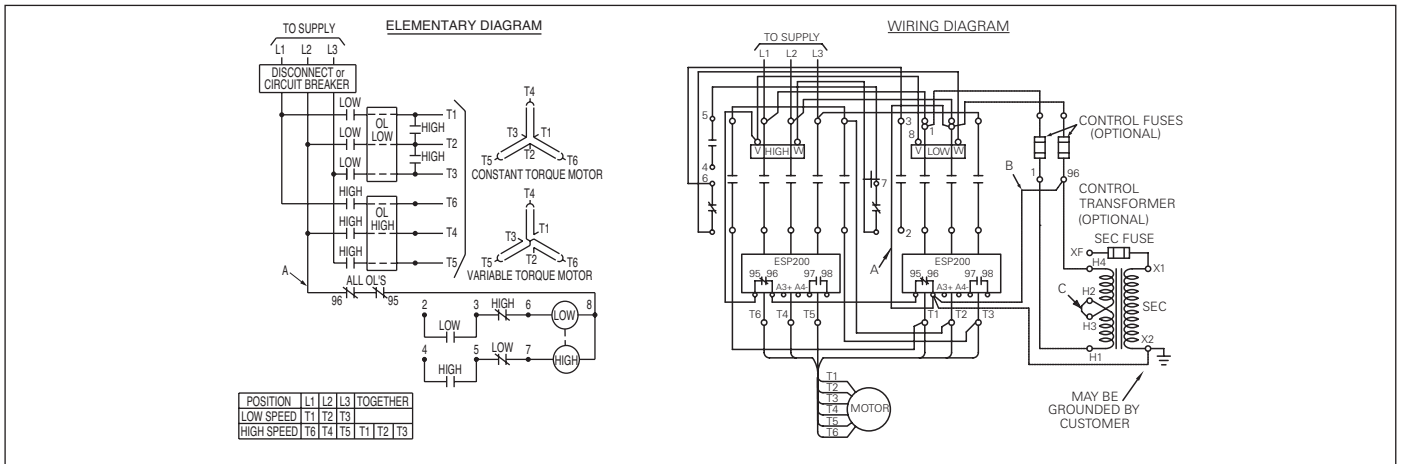 ELEMENTARY DIAGRAM
TO SUPPLY
L1 L2 L3
DISCONNECT or
CIRCUIT BREAKER
LOW
LOW
LOW
OL
LOW
T1
HIGH
T2
HIGH
T3
HIGH
HIGH
HIGH
OL
HIGH
T6
T4
T5
T4
T3 T1
T5 T2 T6
CONSTANT TORQUE MOTOR
T4
T3 T1
T5 T2 T6
VARIABLE TORQUE MOTOR
A
ALL OL'S
96 95
2 3 HIGH 6 LOW 8
LOW
4 5 LOW 7 HIGH
HIGH
POSITION L1 L2 L3 TOGETHER
LOW SPEED T1 T2 T3
HIGH SPEED T6 T4 T5 T1 T2 T3
WIRING DIAGRAM
TO SUPPLY
L1 L2 L3
5
4
6
V HIGH W
7
3
1
8
V LOW W
2
A
ESP200
95 96 97 98
A3+ A4-
T6 T4 T5
ESP200
95 96 97 98
A3+ A4-
T1 T2 T3
T1
T2
T3
T4
T5
T6
MOTOR
CONTROL FUSES
(OPTIONAL)
B
1 96
CONTROL
TRANSFORMER
(OPTIONAL)
SEC FUSE
XF
H4 X1
H2
C
SEC
H3
X2
H1
MAY BE
GROUNDED BY
CUSTOMER